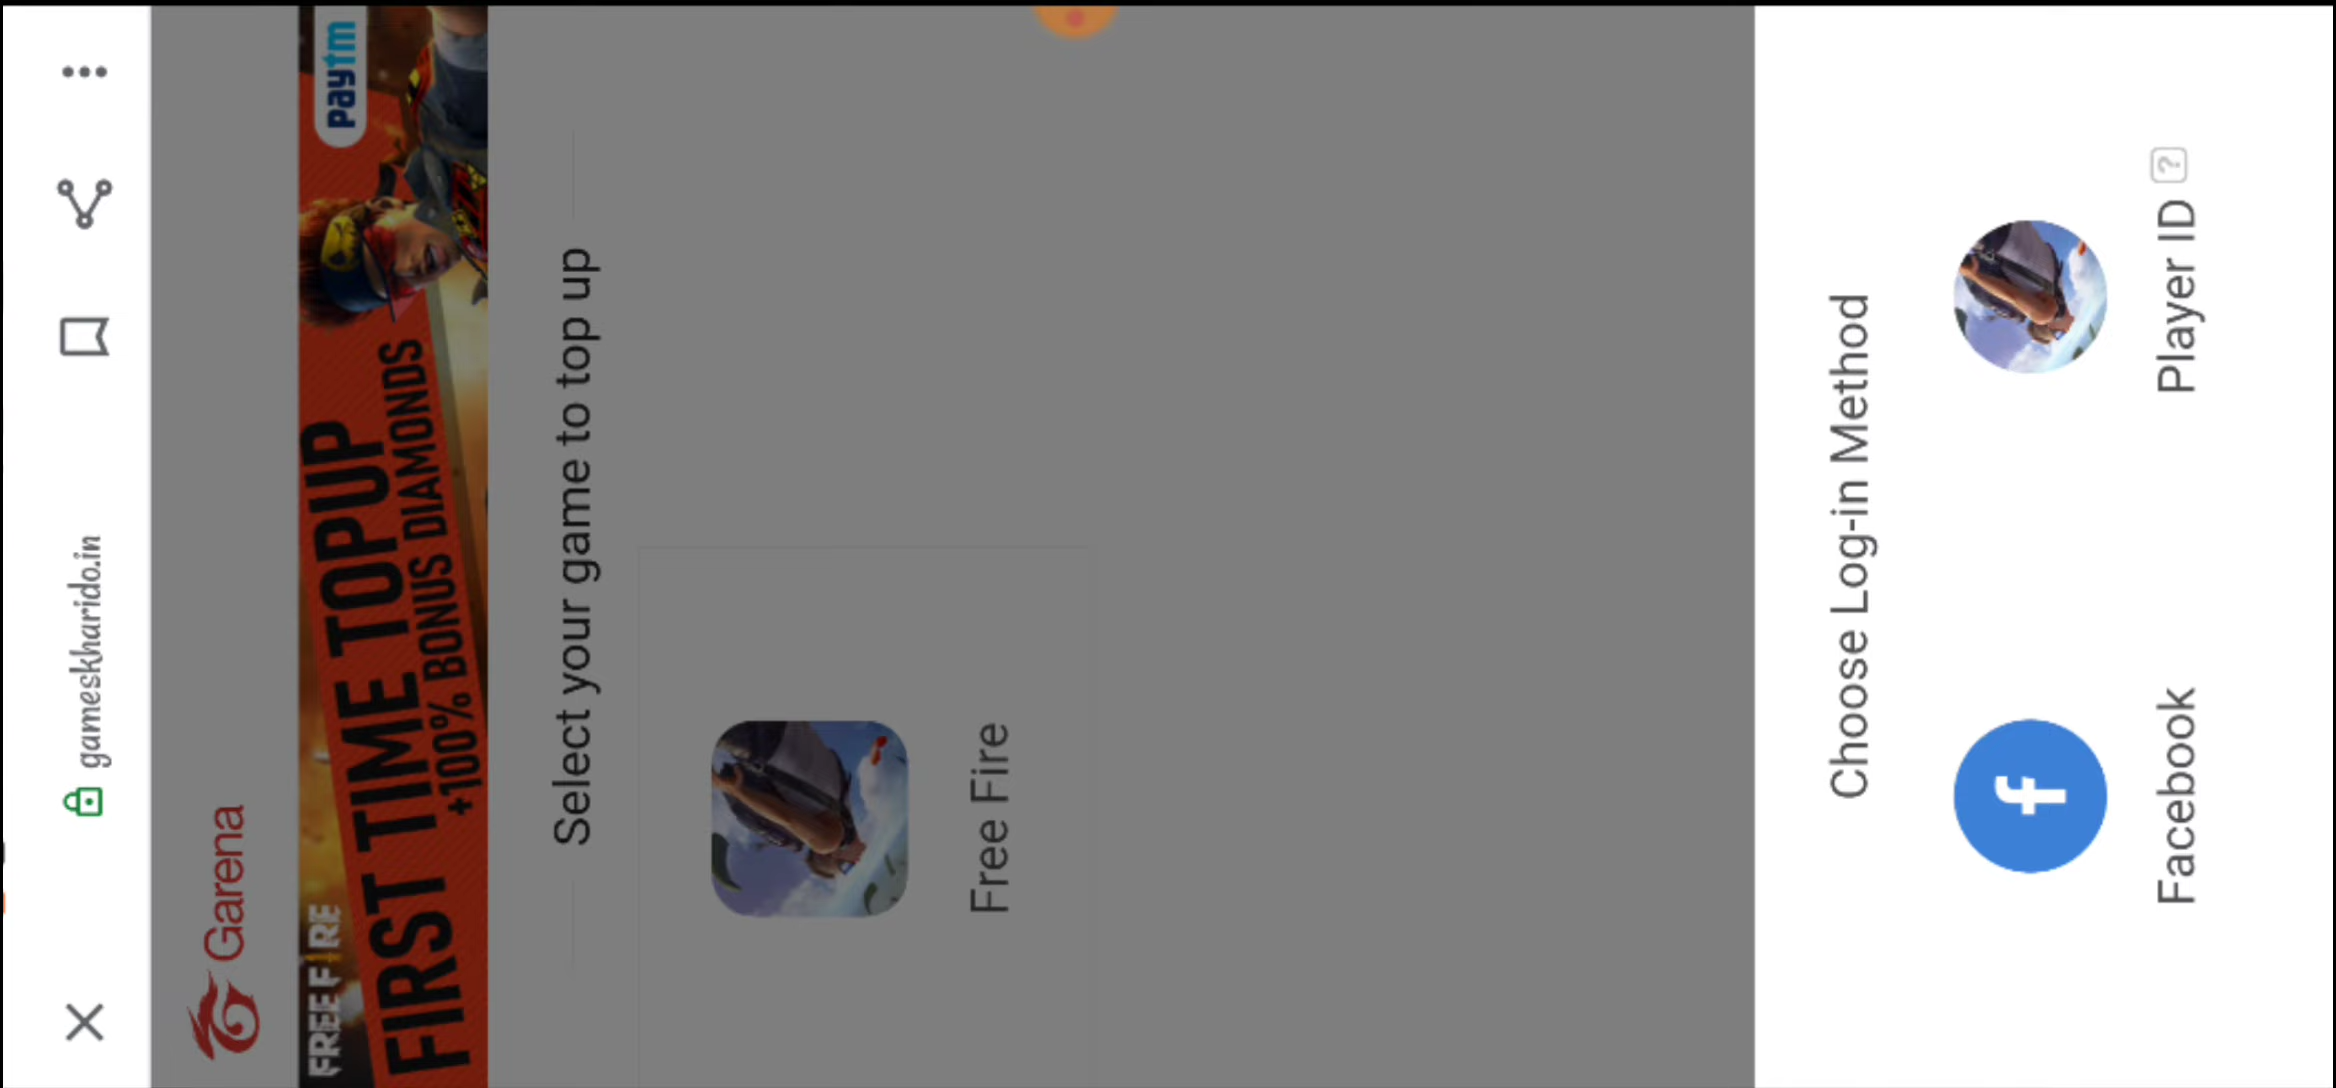 gameskharido.in
Garena
FREE FIRE
paytm
FIRST TIME TOPUP
+100% BONUS DIAMONDS
Select your game to top up
Free Fire
Choose Log-in Method
f
Facebook
Player ID ?